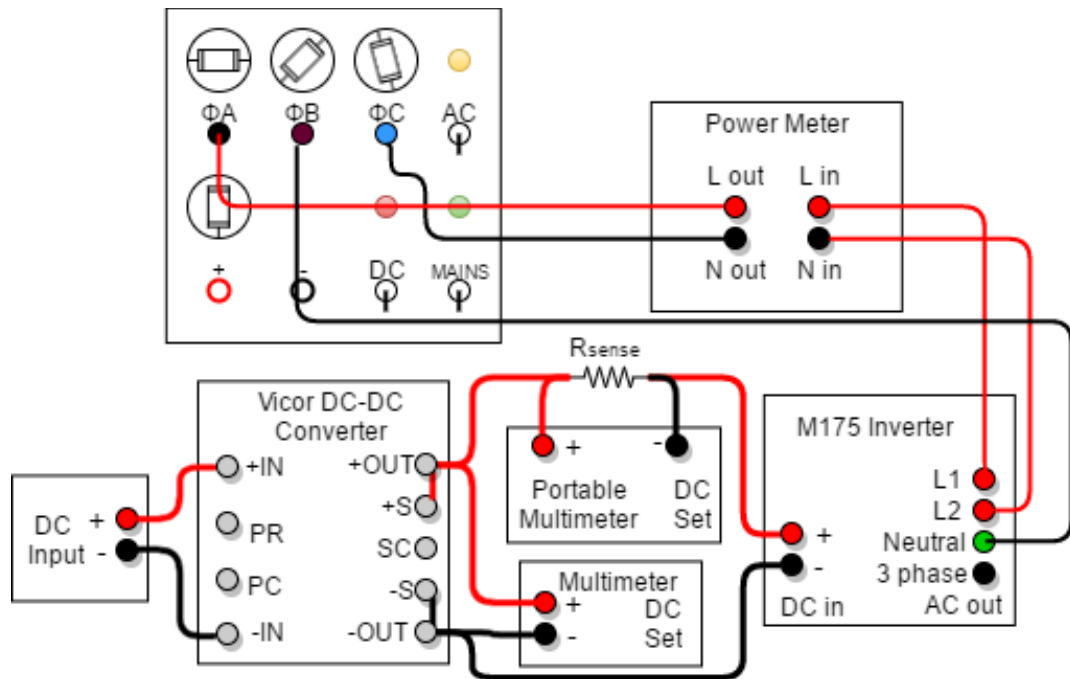 ΦA ΦB ΦC AC
+ - DC MAINS
Power Meter
L out L in
N out N in
Rsense
Vicor DC-DC
Converter
+IN +OUT
+S
PR
SC
PC
-S
-IN -OUT
DC
Input
+
-
+ -
Portable
Multimeter
DC
Set
Multimeter
+ DC
- Set
M175 Inverter
L1
L2
+ Neutral
- 3 phase
DC in AC out